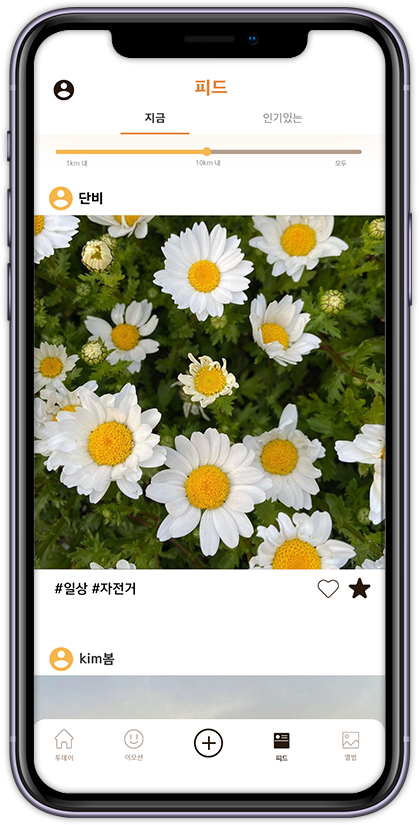 피드
지금 인기있는
1km 내 10km 내 모두
단비
#일상 #자전거
kim봄
투데이 이모션 피드 앨범